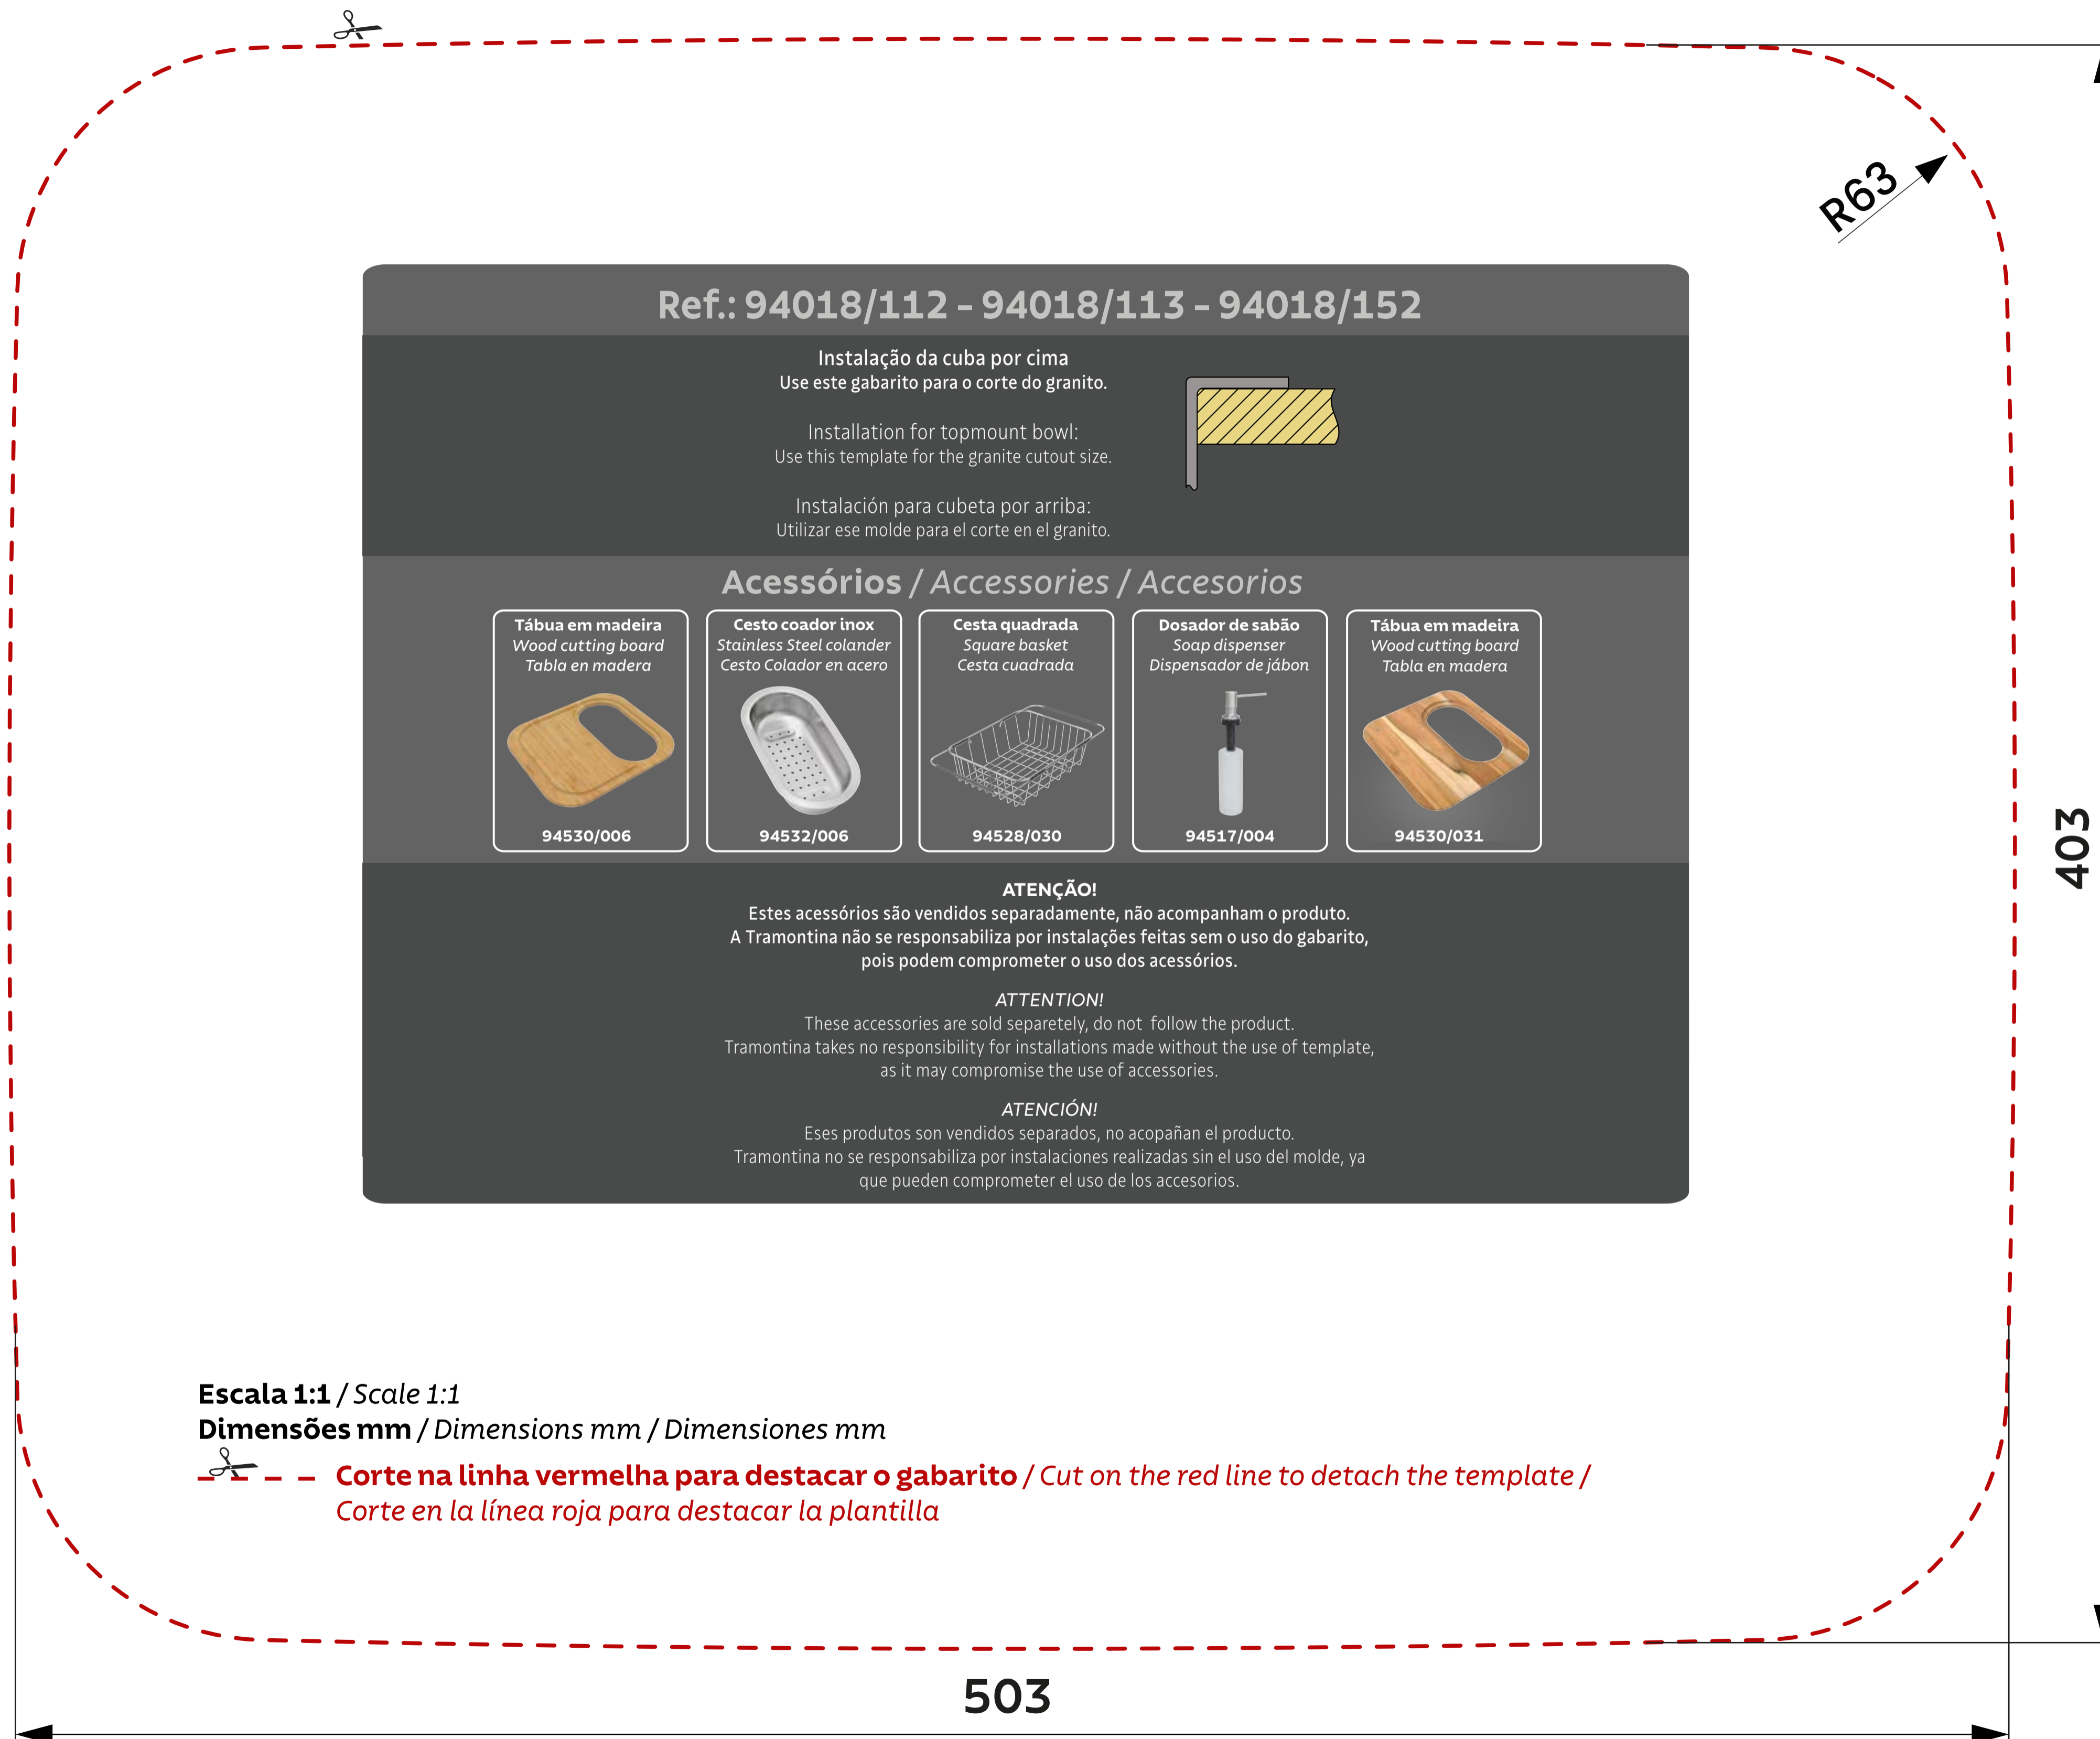 R63
Ref.: 94018/112 - 94018/113 - 94018/152
Instalação da cuba por cima
Use este gabarito para o corte do granito.
Installation for topmount bowl:
Use this template for the granite cutout size.
Instalación para cubeta por arriba:
Utilizar ese molde para el corte en el granito.
Acessórios / Accessories / Accesorios
Tábua em madeira
Wood cutting board
Tabla en madera
94530/006
Cesto coador inox
Stainless Steel colander
Cesto Colador en acero
94532/006
Cesta quadrada
Square basket
Cesta cuadrada
94528/030
Dosador de sabão
Soap dispenser
Dispensador de jábon
94517/004
Tábua em madeira
Wood cutting board
Tabla en madera
94530/031
403
ATENÇÃO!
Estes acessórios são vendidos separadamente, não acompanham o produto.
A Tramontina não se responsabiliza por instalações feitas sem o uso do gabarito,
pois podem comprometer o uso dos acessórios.
ATTENTION!
These accessories are sold separetely, do not follow the product.
Tramontina takes no responsibility for installations made without the use of template,
as it may compromise the use of accessories.
ATENCIÓN!
Eses produtos son vendidos separados, no acopañan el producto.
Tramontina no se responsabiliza por instalaciones realizadas sin el uso del molde, ya
que pueden comprometer el uso de los accesorios.
Escala 1:1 / Scale 1:1
Dimensões mm / Dimensions mm / Dimensiones mm
Corte na linha vermelha para destacar o gabarito / Cut on the red line to detach the template /
Corte en la línea roja para destacar la plantilla
503